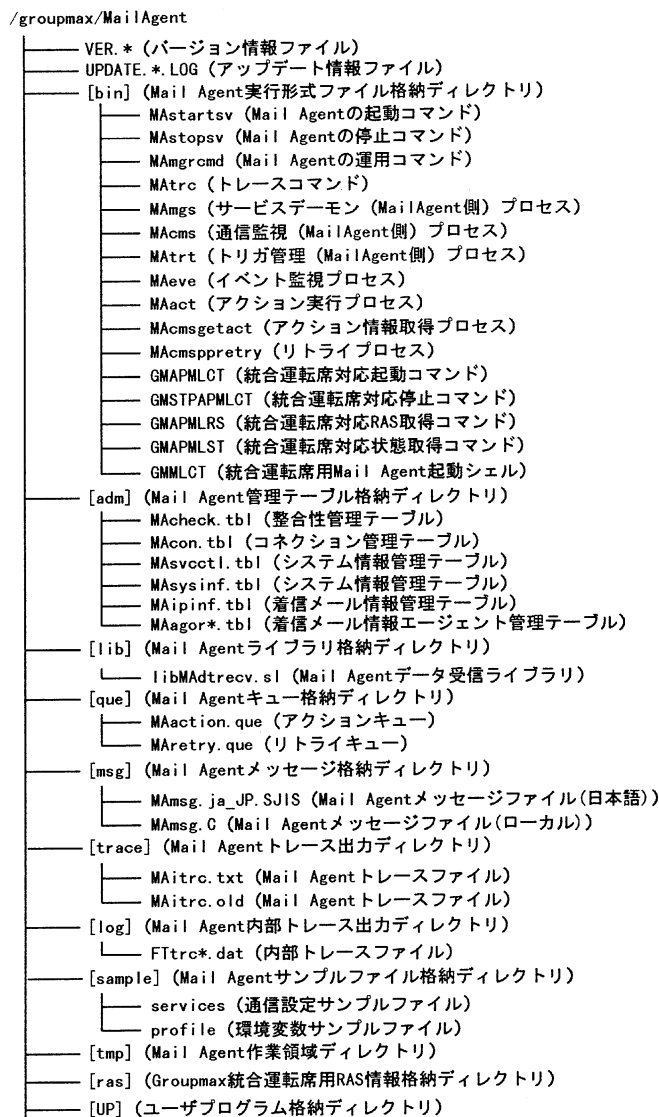 /groupmax/MailAgent
VER.* (バージョン情報ファイル)
UPDATE.*.LOG (アップデート情報ファイル)
[bin] (Mail Agent実行形式ファイル格納ディレクトリ)
MAstartsv (Mail Agentの起動コマンド)
MAstopsv (Mail Agentの停止コマンド)
MAmgrcmd (Mail Agentの運用コマンド)
MAtrc (トレースコマンド)
MAmgs (サービスデーモン (MailAgent側) プロセス)
MAcms (通信監視 (MailAgent側) プロセス)
MAtrt (トリガ管理 (MailAgent側) プロセス)
MAeve (イベント監視プロセス)
MAact (アクション実行プロセス)
MAcmsgetact (アクション情報取得プロセス)
MAcmsppretry (リトライプロセス)
GMAPMLCT (統合運転席対応起動コマンド)
GMSTPAPMLCT (統合運転席対応停止コマンド)
GMAPMLRS (統合運転席対応RAS取得コマンド)
GMAPMLST (統合運転席対応状態取得コマンド)
GMMLCT (統合運転席用Mail Agent起動シェル)
[adm] (Mail Agent管理テーブル格納ディレクトリ)
MAcheck.tbl (整合性管理テーブル)
MAcon.tbl (コネクション管理テーブル)
MAsvcctl.tbl (システム情報管理テーブル)
MAsysinf.tbl (システム情報管理テーブル)
MAipinf.tbl (着信メール情報管理テーブル)
MAagor*.tbl (着信メール情報エージェント管理テーブル)
[lib] (Mail Agentライブラリ格納ディレクトリ)
libMAdtrecv.sl (Mail Agentデータ受信ライブラリ)
[que] (Mail Agentキュー格納ディレクトリ)
MAaction.que (アクションキュー)
MAretry.que (リトライキュー)
[msg] (Mail Agentメッセージ格納ディレクトリ)
MAmsg.ja_JP.SJIS (Mail Agentメッセージファイル(日本語))
MAmsg.C (Mail Agentメッセージファイル(ローカル))
[trace] (Mail Agentトレース出力ディレクトリ)
MAitrc.txt (Mail Agentトレースファイル)
MAitrc.old (Mail Agentトレースファイル)
[log] (Mail Agent内部トレース出力ディレクトリ)
FTtrc*.dat (内部トレースファイル)
[sample] (Mail Agentサンプルファイル格納ディレクトリ)
services (通信設定サンプルファイル)
profile (環境変数サンプルファイル)
[tmp] (Mail Agent作業領域ディレクトリ)
[ras] (Groupmax統合運転席用RAS情報格納ディレクトリ)
[UP] (ユーザプログラム格納ディレクトリ)